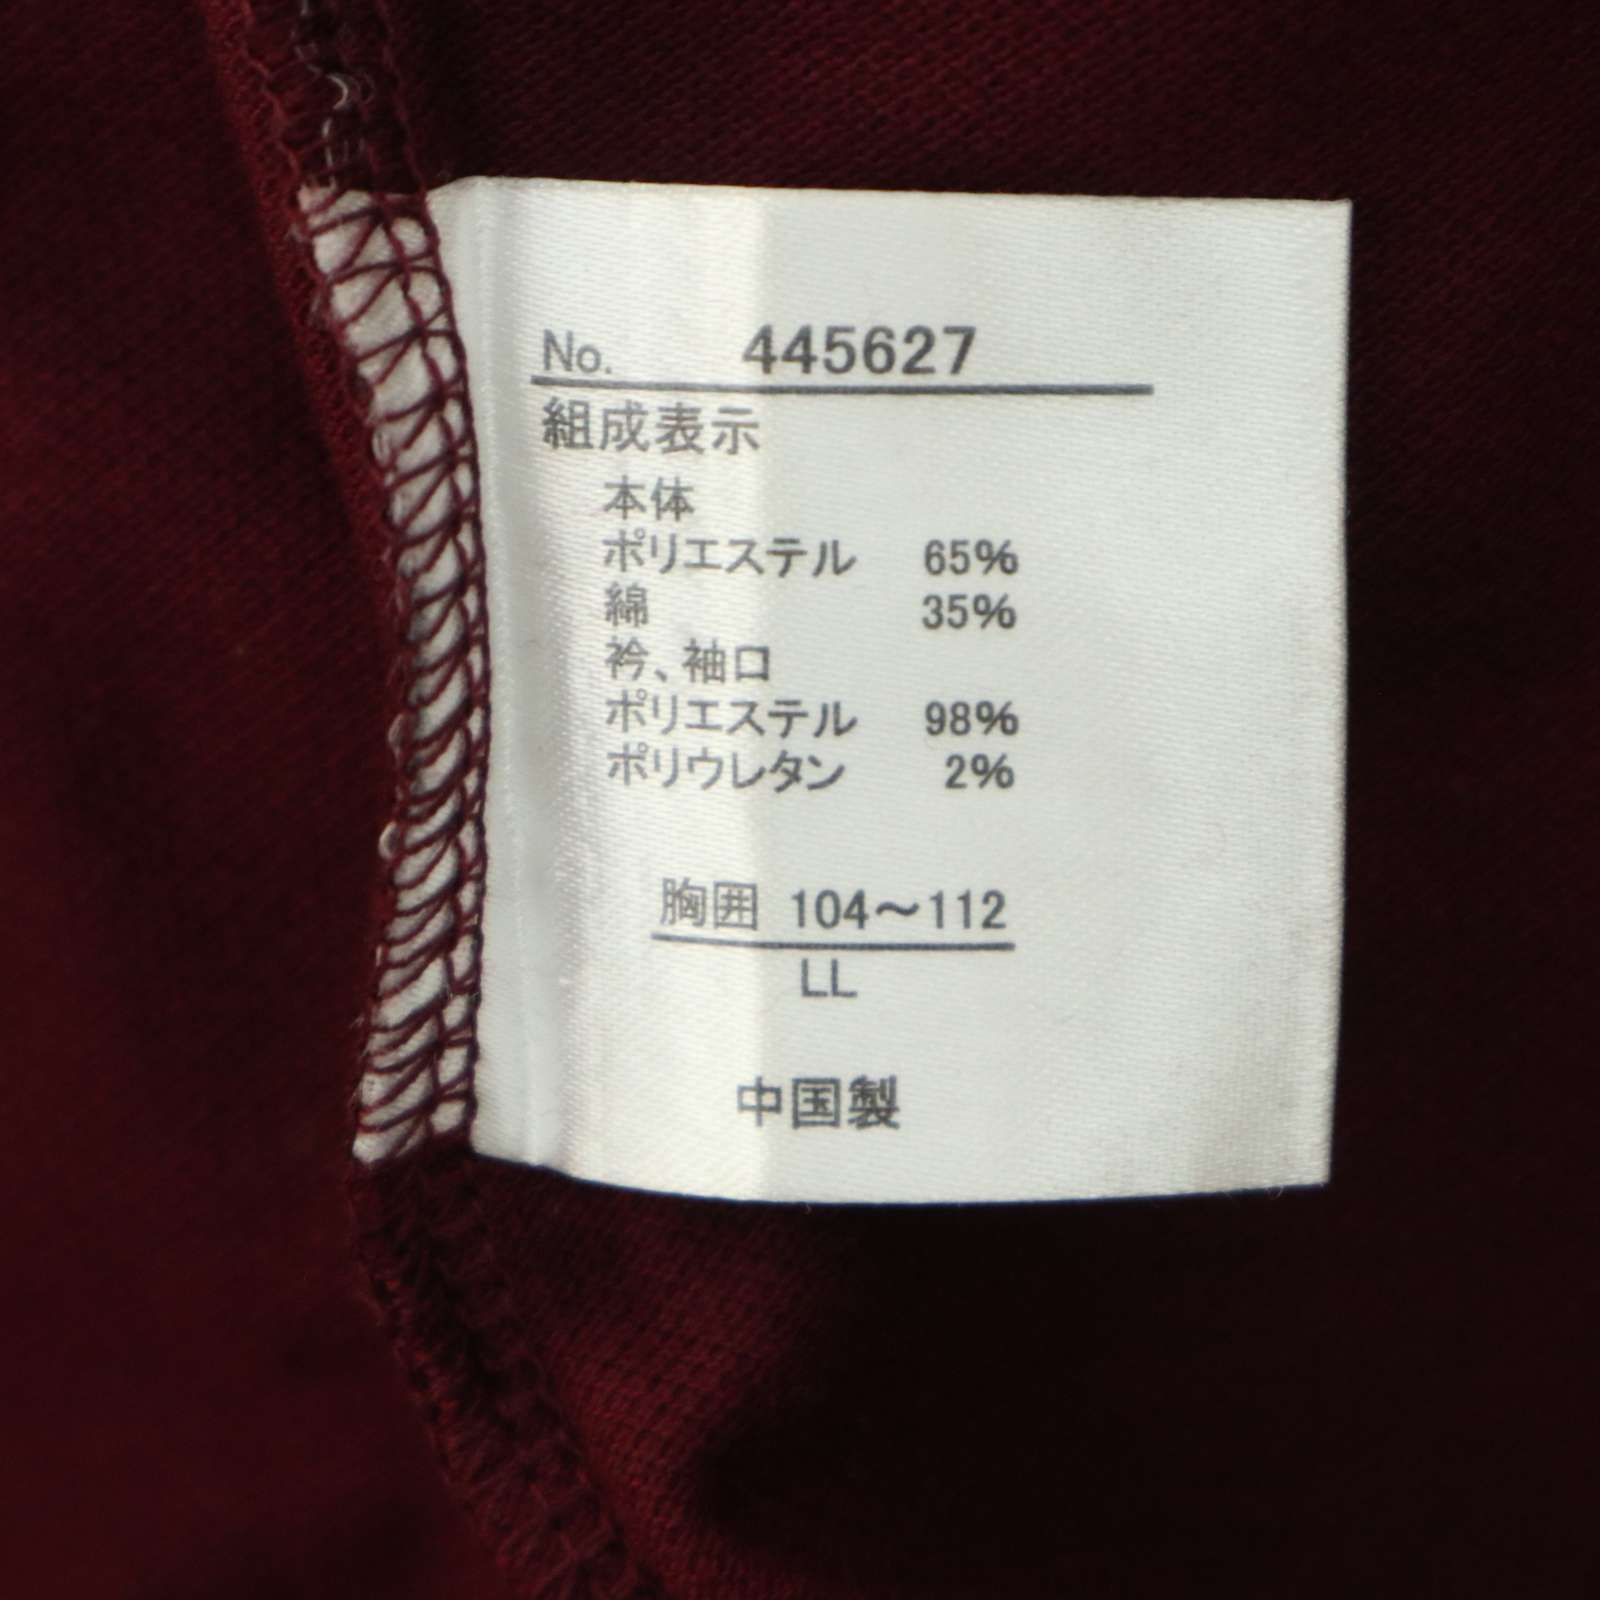 No. 445627
組成表示
本体
ポリエステル 65%
綿 35%
衿、袖口
ポリエステル 98%
ポリウレタン 2%
胸囲 104～112
LL
中国製